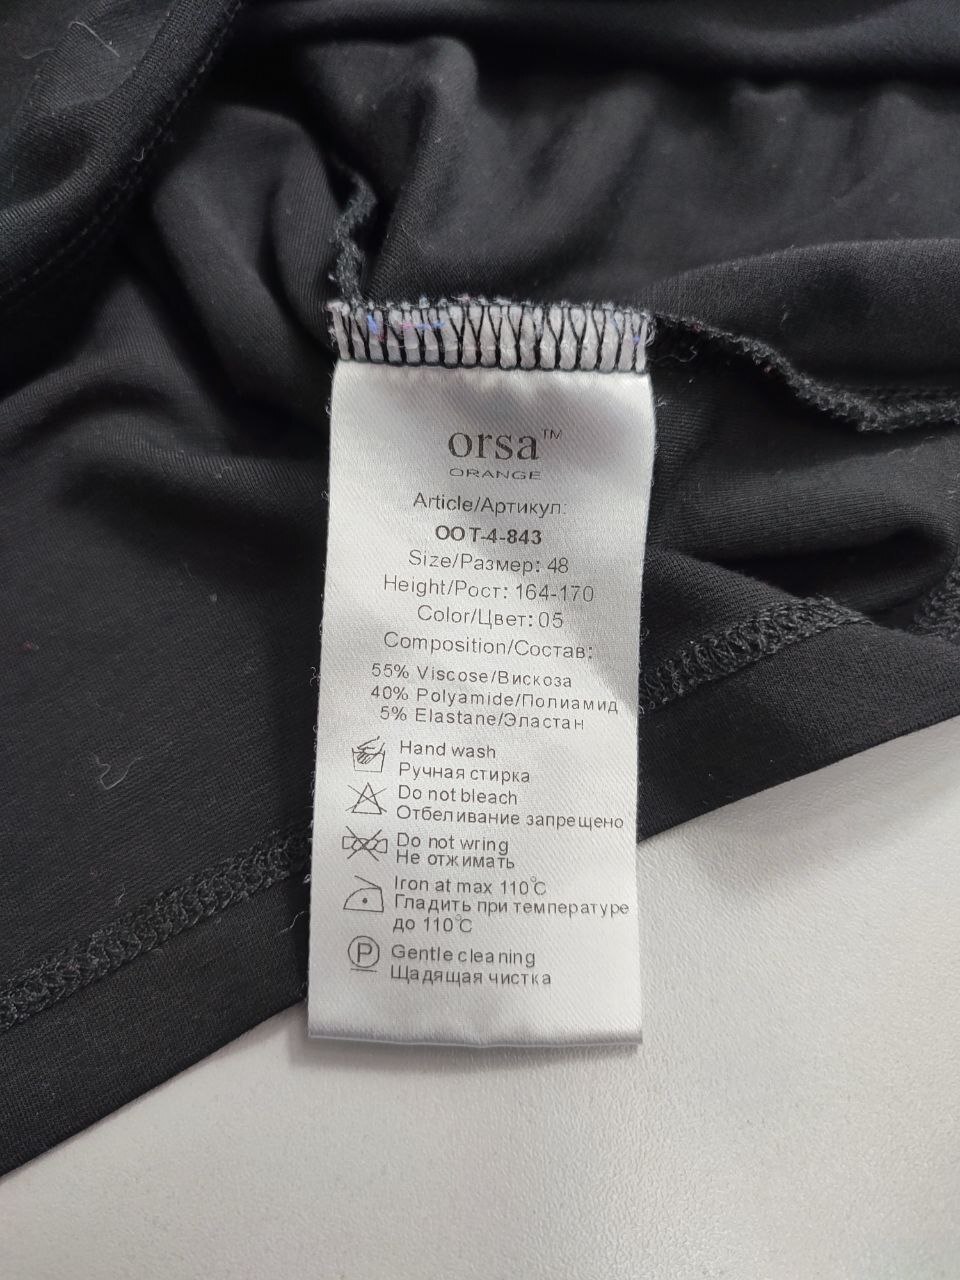 orsa™
ORANGE
Article/Артикул:
OOT-4-843
Size/Размер: 48
Height/Рост: 164-170
Color/Цвет: 05
Composition/Состав:
55% Viscose/Вискоза
40% Polyamide/Полиамид
5% Elastane/Эластан
Hand wash
Ручная стирка
Do not bleach
Отбеливание запрещено
Do not wring
Не отжимать
Iron at max 110°C
Гладить при температуре
до 110°C
P Gentle cleaning
Щадящая чистка